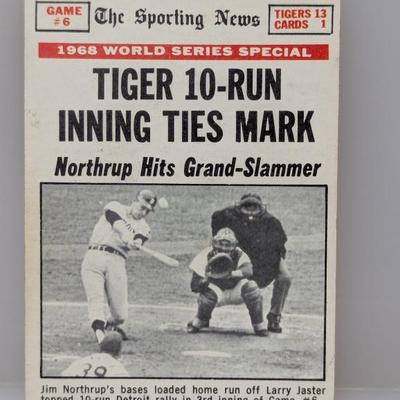 GAME #6
The Sporting News
TIGERS 13
CARDS 1
1968 WORLD SERIES SPECIAL
TIGER 10-RUN
INNING TIES MARK
Northrup Hits Grand-Slammer
39
Jim Northrup's bases loaded home run off Larry Jaster
topped 10-run Detroit rally in 3rd inning of Game #6.